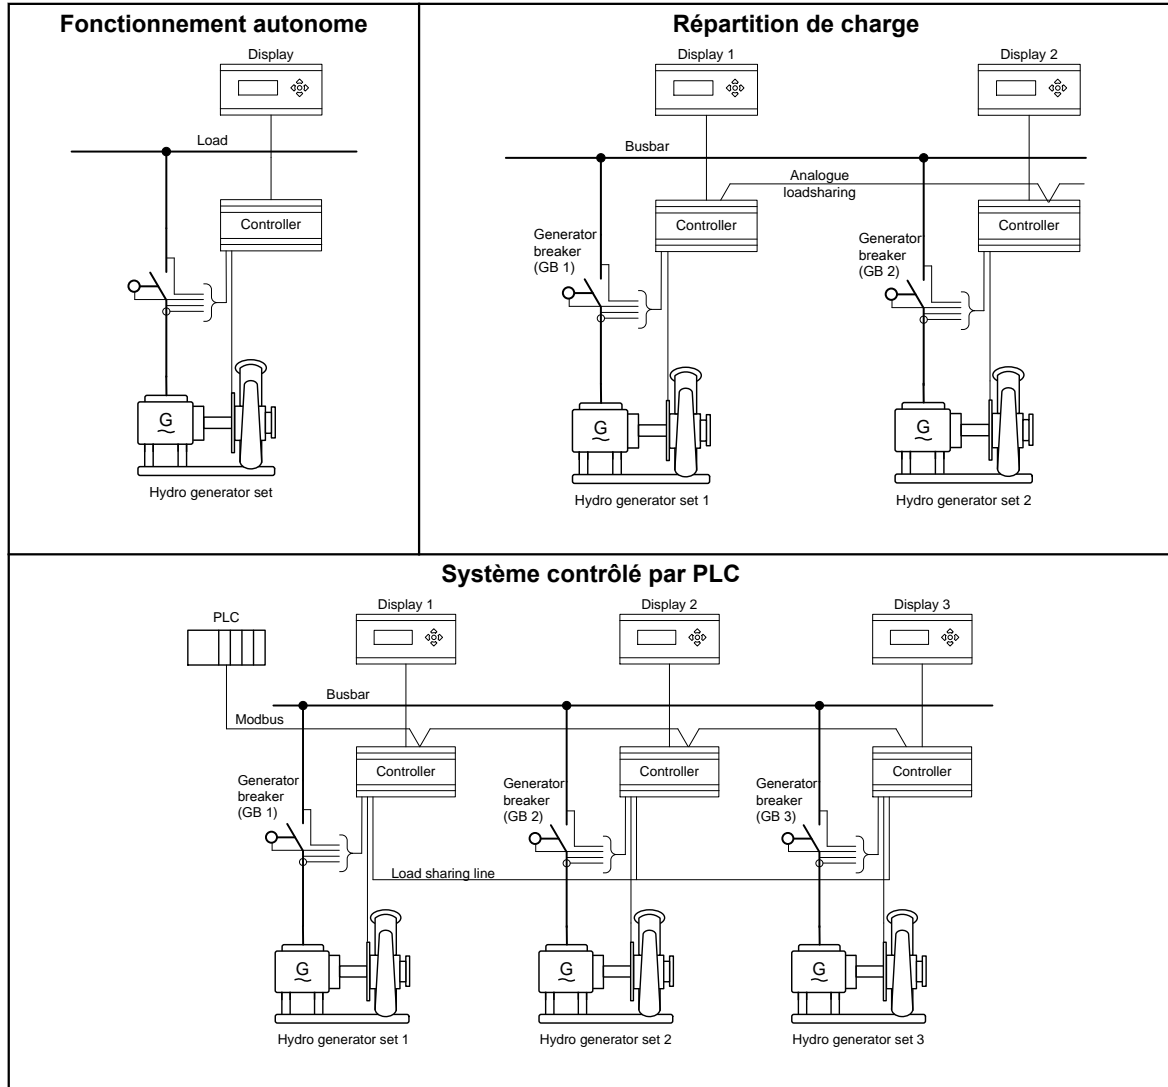 Fonctionnement autonome
Display
Load
Controller
G
Hydro generator set
Répartition de charge
Display 1
Display 2
Busbar
Analogue
loadsharing
Controller
Controller
Generator
breaker
(GB 1)
Generator
breaker
(GB 2)
G
G
Hydro generator set 1
Hydro generator set 2
Système contrôlé par PLC
PLC
Display 1
Display 2
Display 3
Busbar
Modbus
Controller
Controller
Controller
Generator
breaker
(GB 1)
Generator
breaker
(GB 2)
Generator
breaker
(GB 3)
Load sharing line
G
G
G
Hydro generator set 1
Hydro generator set 2
Hydro generator set 3